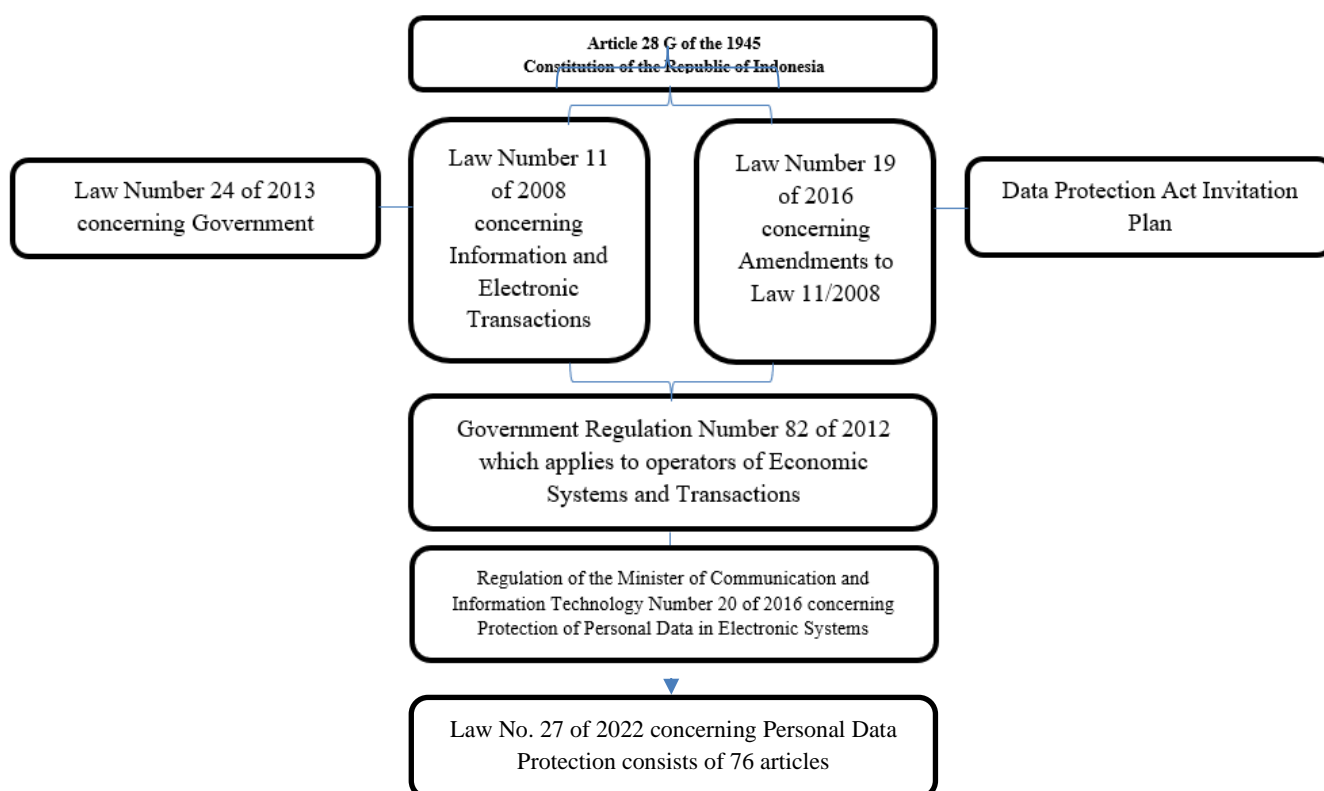 Article 28 G of the 1945
Constitution of the Republic of Indonesia
Law Number 24 of 2013
concerning Government
Law Number 11
of 2008
concerning
Information and
Electronic
Transactions
Law Number 19
of 2016
concerning
Amendments to
Law 11/2008
Data Protection Act Invitation
Plan
Government Regulation Number 82 of 2012
which applies to operators of Economic
Systems and Transactions
Regulation of the Minister of Communication and
Information Technology Number 20 of 2016 concerning
Protection of Personal Data in Electronic Systems
Law No. 27 of 2022 concerning Personal Data
Protection consists of 76 articles